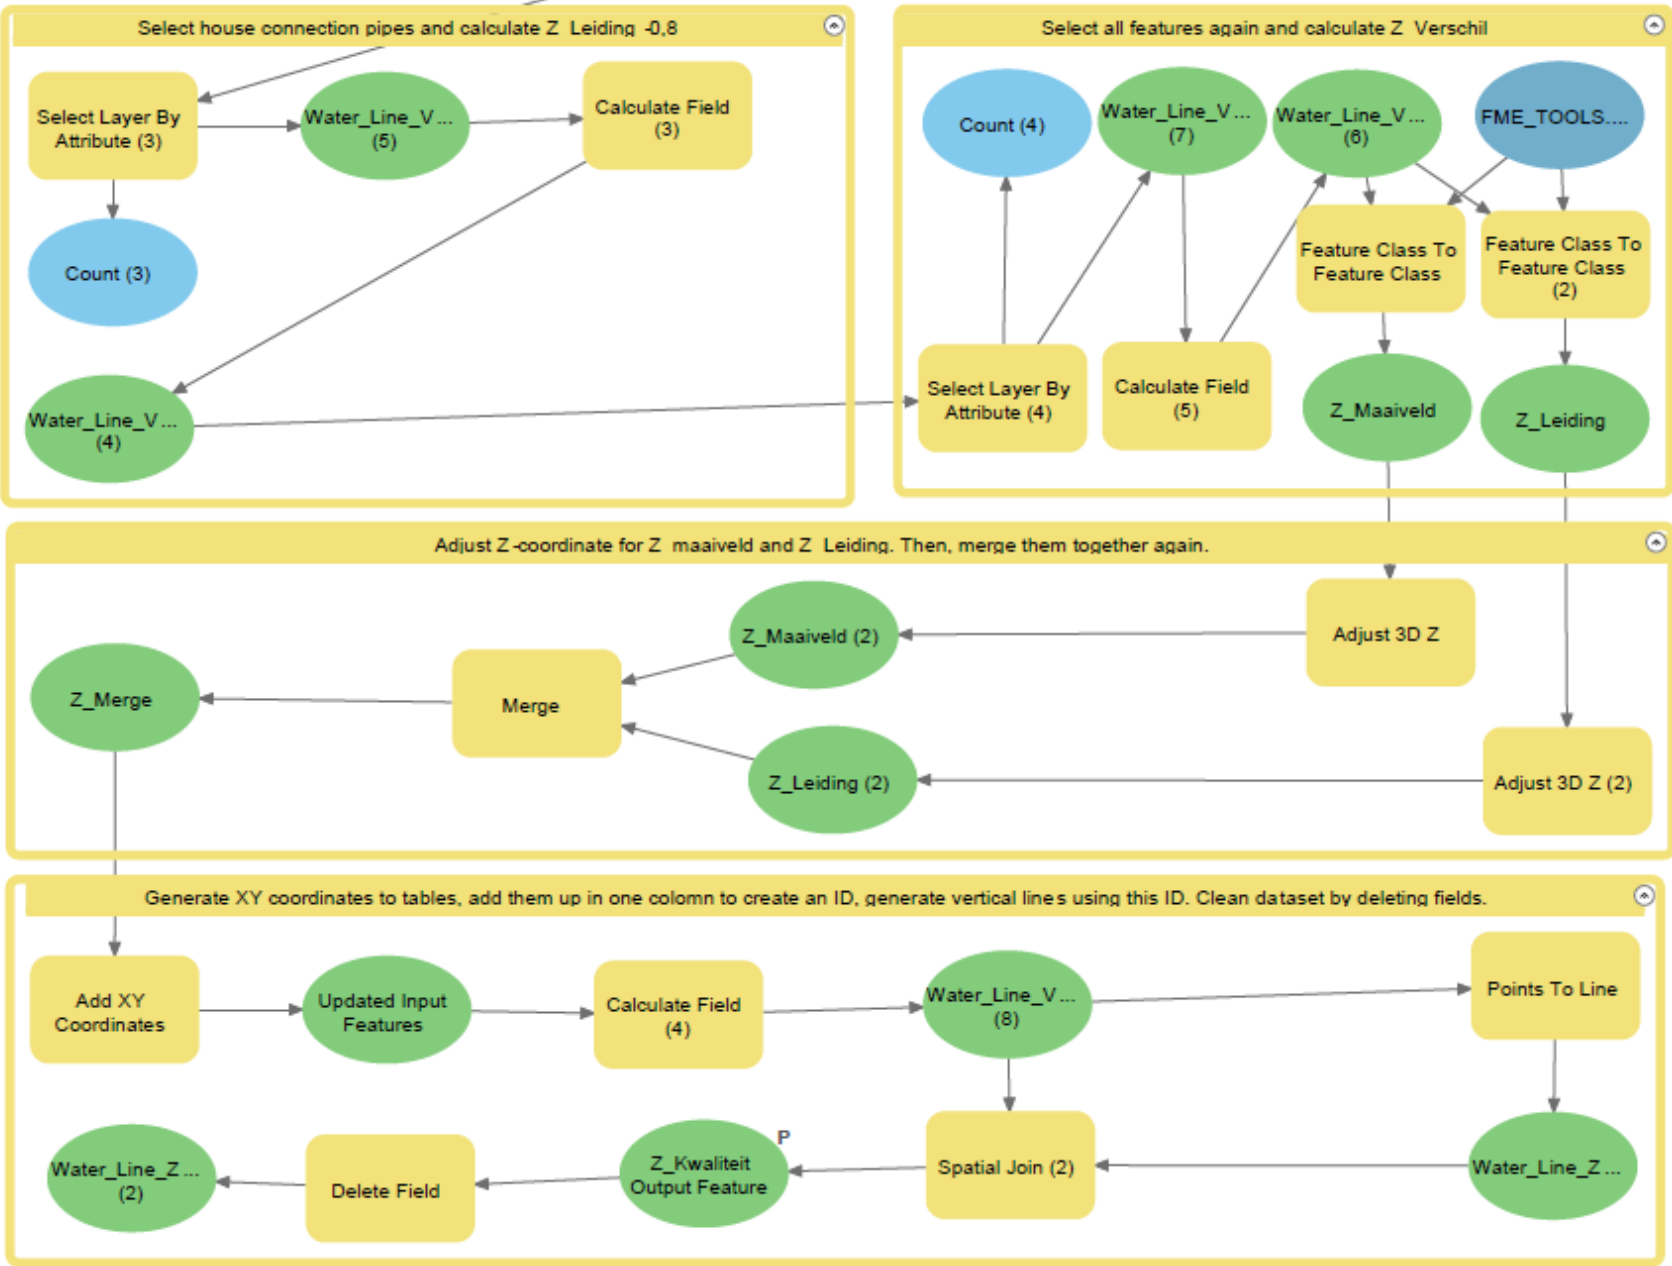 Select house connection pipes and calculate Z_Leiding -0,8
Select Layer By
Attribute (3)
Water_Line_V...
(5)
Calculate Field
(3)
Count (3)
Water_Line_V...
(4)
Select all features again and calculate Z_Verschil
Count (4)
Water_Line_V...
(7)
Water_Line_V...
(6)
FME_TOOLS....
Feature Class To
Feature Class
Feature Class To
Feature Class
(2)
Select Layer By
Attribute (4)
Calculate Field
(5)
Z_Maaiveld
Z_Leiding
Adjust Z-coordinate for Z_maaiveld and Z_Leiding. Then, merge them together again.
Z_Maaiveld (2)
Adjust 3D Z
Z_Merge
Merge
Z_Leiding (2)
Adjust 3D Z (2)
Generate XY coordinates to tables, add them up in one colomn to create an ID, generate vertical lines using this ID. Clean dataset by deleting fields.
Add XY
Coordinates
Updated Input
Features
Calculate Field
(4)
Water_Line_V...
(8)
Points To Line
Water_Line_Z...
(2)
Delete Field
Z_Kwaliteit
Output Feature
P
Spatial Join (2)
Water_Line_Z...